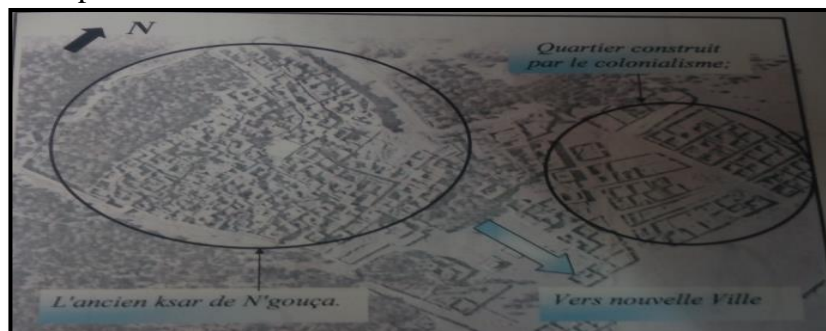 N
Quartier construit
par le colonialisme;
L'ancien ksar de N'gouça.
Vers nouvelle Ville